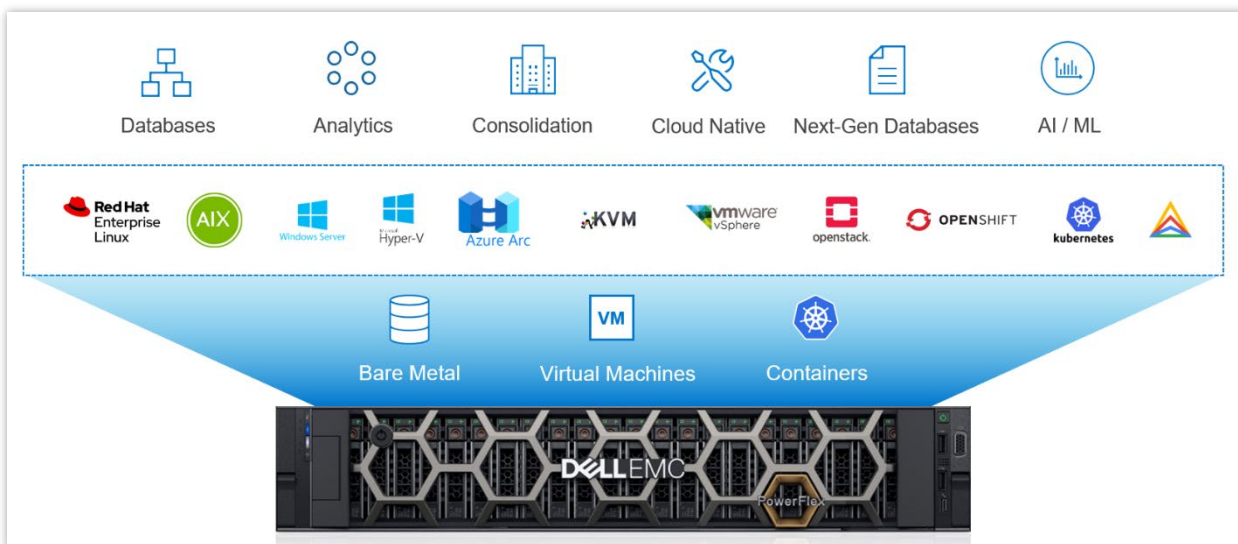 Databases
Analytics
Consolidation
Cloud Native
Next-Gen Databases
AI / ML
Red Hat
Enterprise
Linux
AIX
Windows Server
Microsoft
Hyper-V
Azure Arc
KVM
vmware
vSphere
openstack.
OPENSHIFT
kubernetes
VM
Bare Metal
Virtual Machines
Containers
DELLEMC
PowerFlex